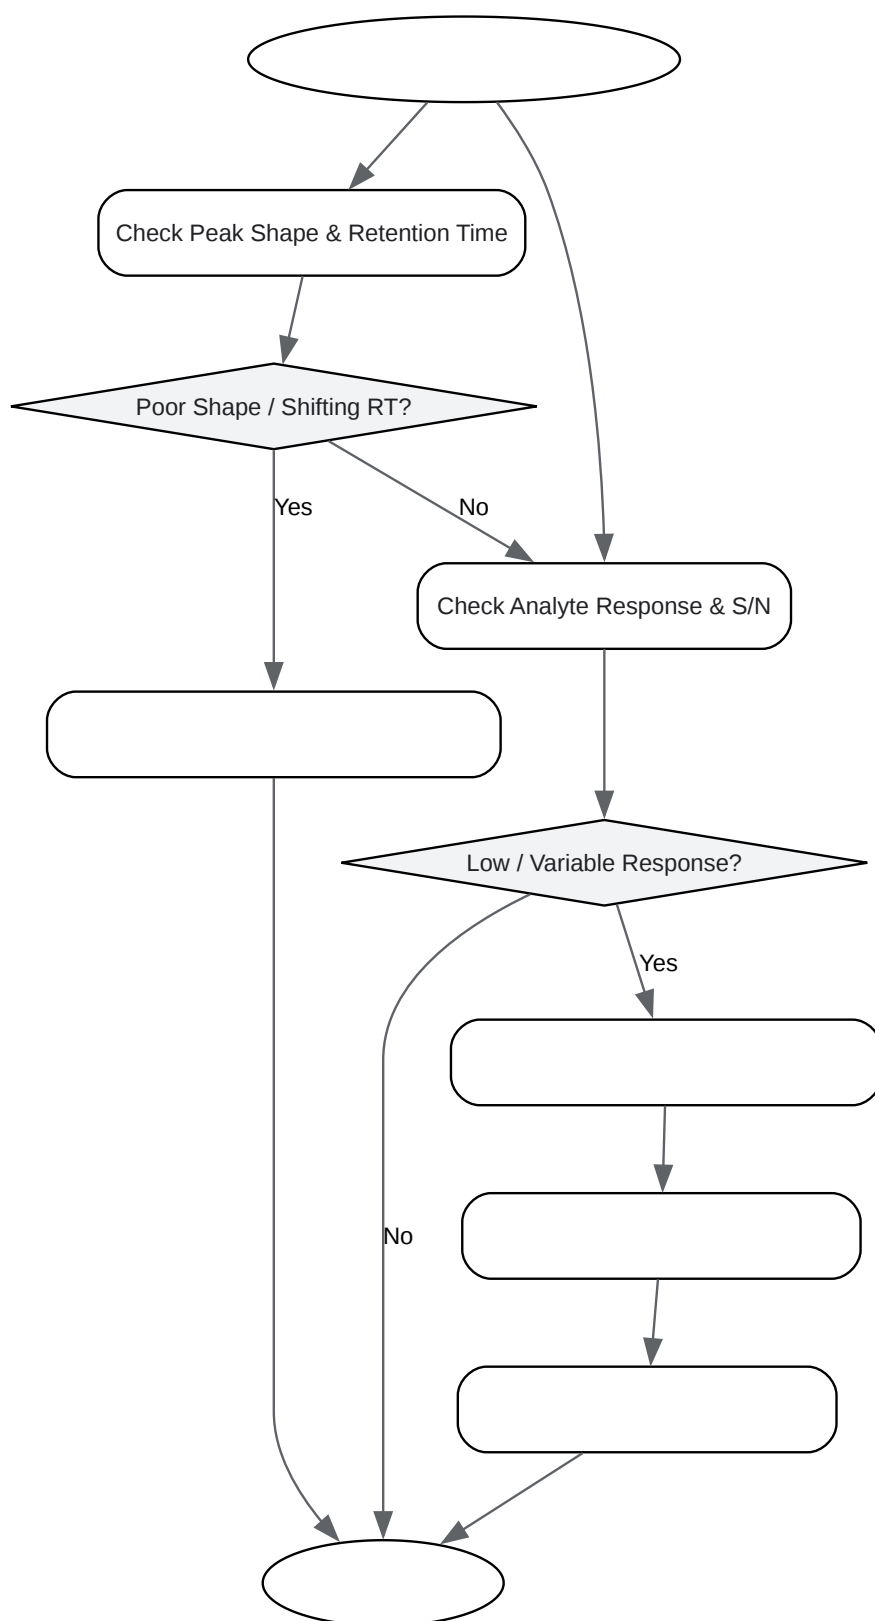 Check Peak Shape & Retention Time
Poor Shape / Shifting RT?
Yes
No
Check Analyte Response & S/N
Low / Variable Response?
Yes
No